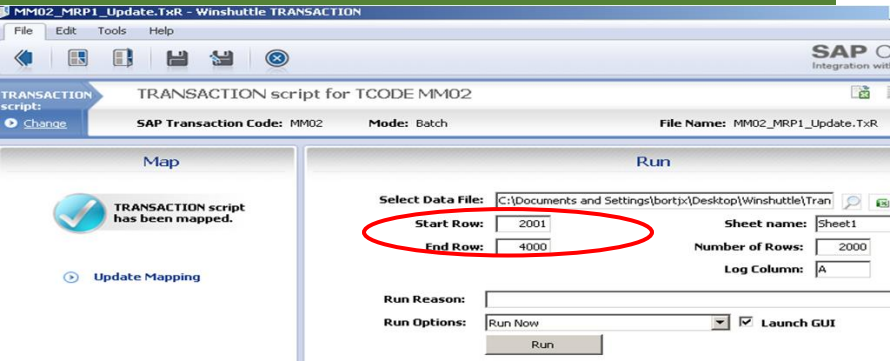 MM02_MRP1_Update.TxR - Winshuttle TRANSACTION
File Edit Tools Help
SAP
Integration
TRANSACTION script:
TRANSACTION script for TCODE MM02
Change
SAP Transaction Code: MM02 Mode: Batch File Name: MM02_MRP1_Update.TxR
Map
Run
TRANSACTION script
has been mapped.
Update Mapping
Select Data File: C:\Documents and Settings\bortjx\Desktop\Winshuttle\Tran
Start Row: 2001 Sheet name: Sheet1
End Row: 4000 Number of Rows: 2000
Log Column: A
Run Reason:
Run Options: Run Now Launch GUI
Run